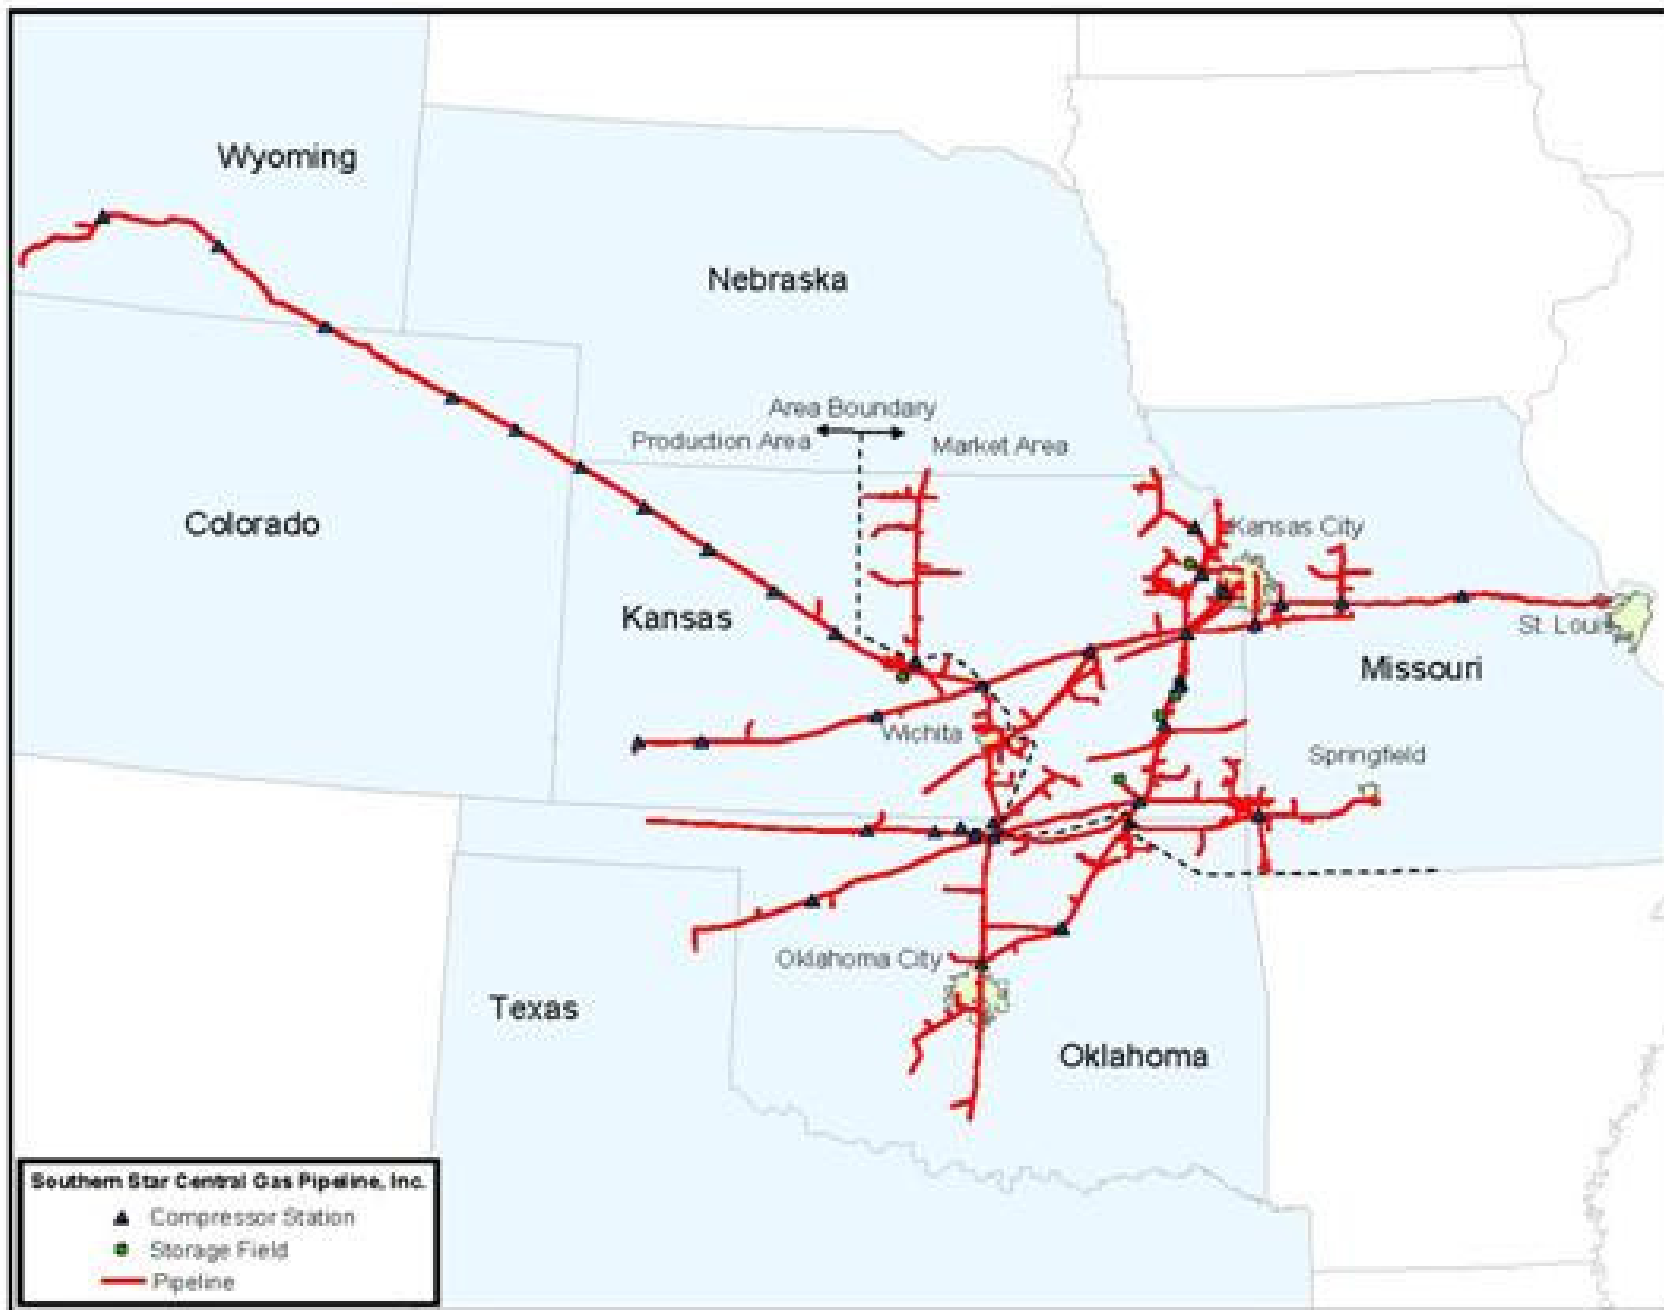 Wyoming
Nebraska
Area Boundary
Production Area
Market Area
Colorado
Kansas City
Kansas
St. Louis
Missouri
Wichita
Springfield
Oklahoma City
Texas
Oklahoma
Southern Star Central Gas Pipeline, Inc.
Compressor Station
Storage Field
Pipeline